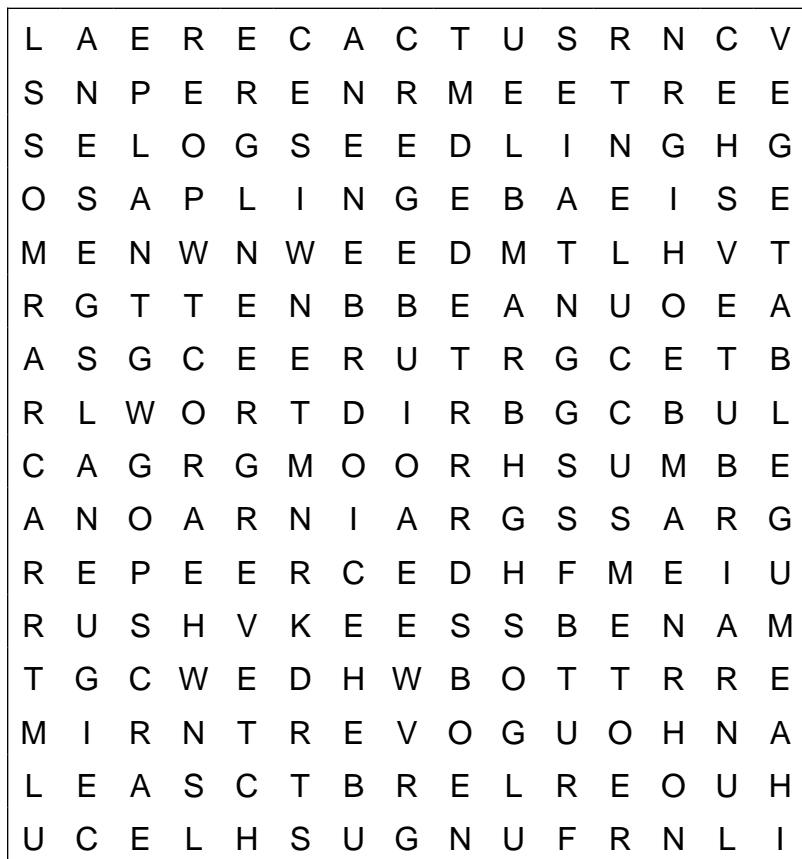 L A E R E C A C T U S R N C V
S N P E R E N R M E E T R E E
S E L O G S E E D L I N G H G
O S A P L I N G E B A E I S E
M E N W N W E E D M T L H V T
R G T T E N B B E A N U O E A
A S G C E E R U T R G C E T B
R L W O R T D I R B G C B U L
C A G R G M O O R H S U M B E
A N O A R N I A R G S S A R G
R E P E E R C E D H F M E I U
R U S H V K E E S S B E N A M
T G C W E D H W B O T T R R E
M I R N T R E V O G U O H N A
L E A S C T B R E L R E O U H
U C E L H S U G N U F R N L I